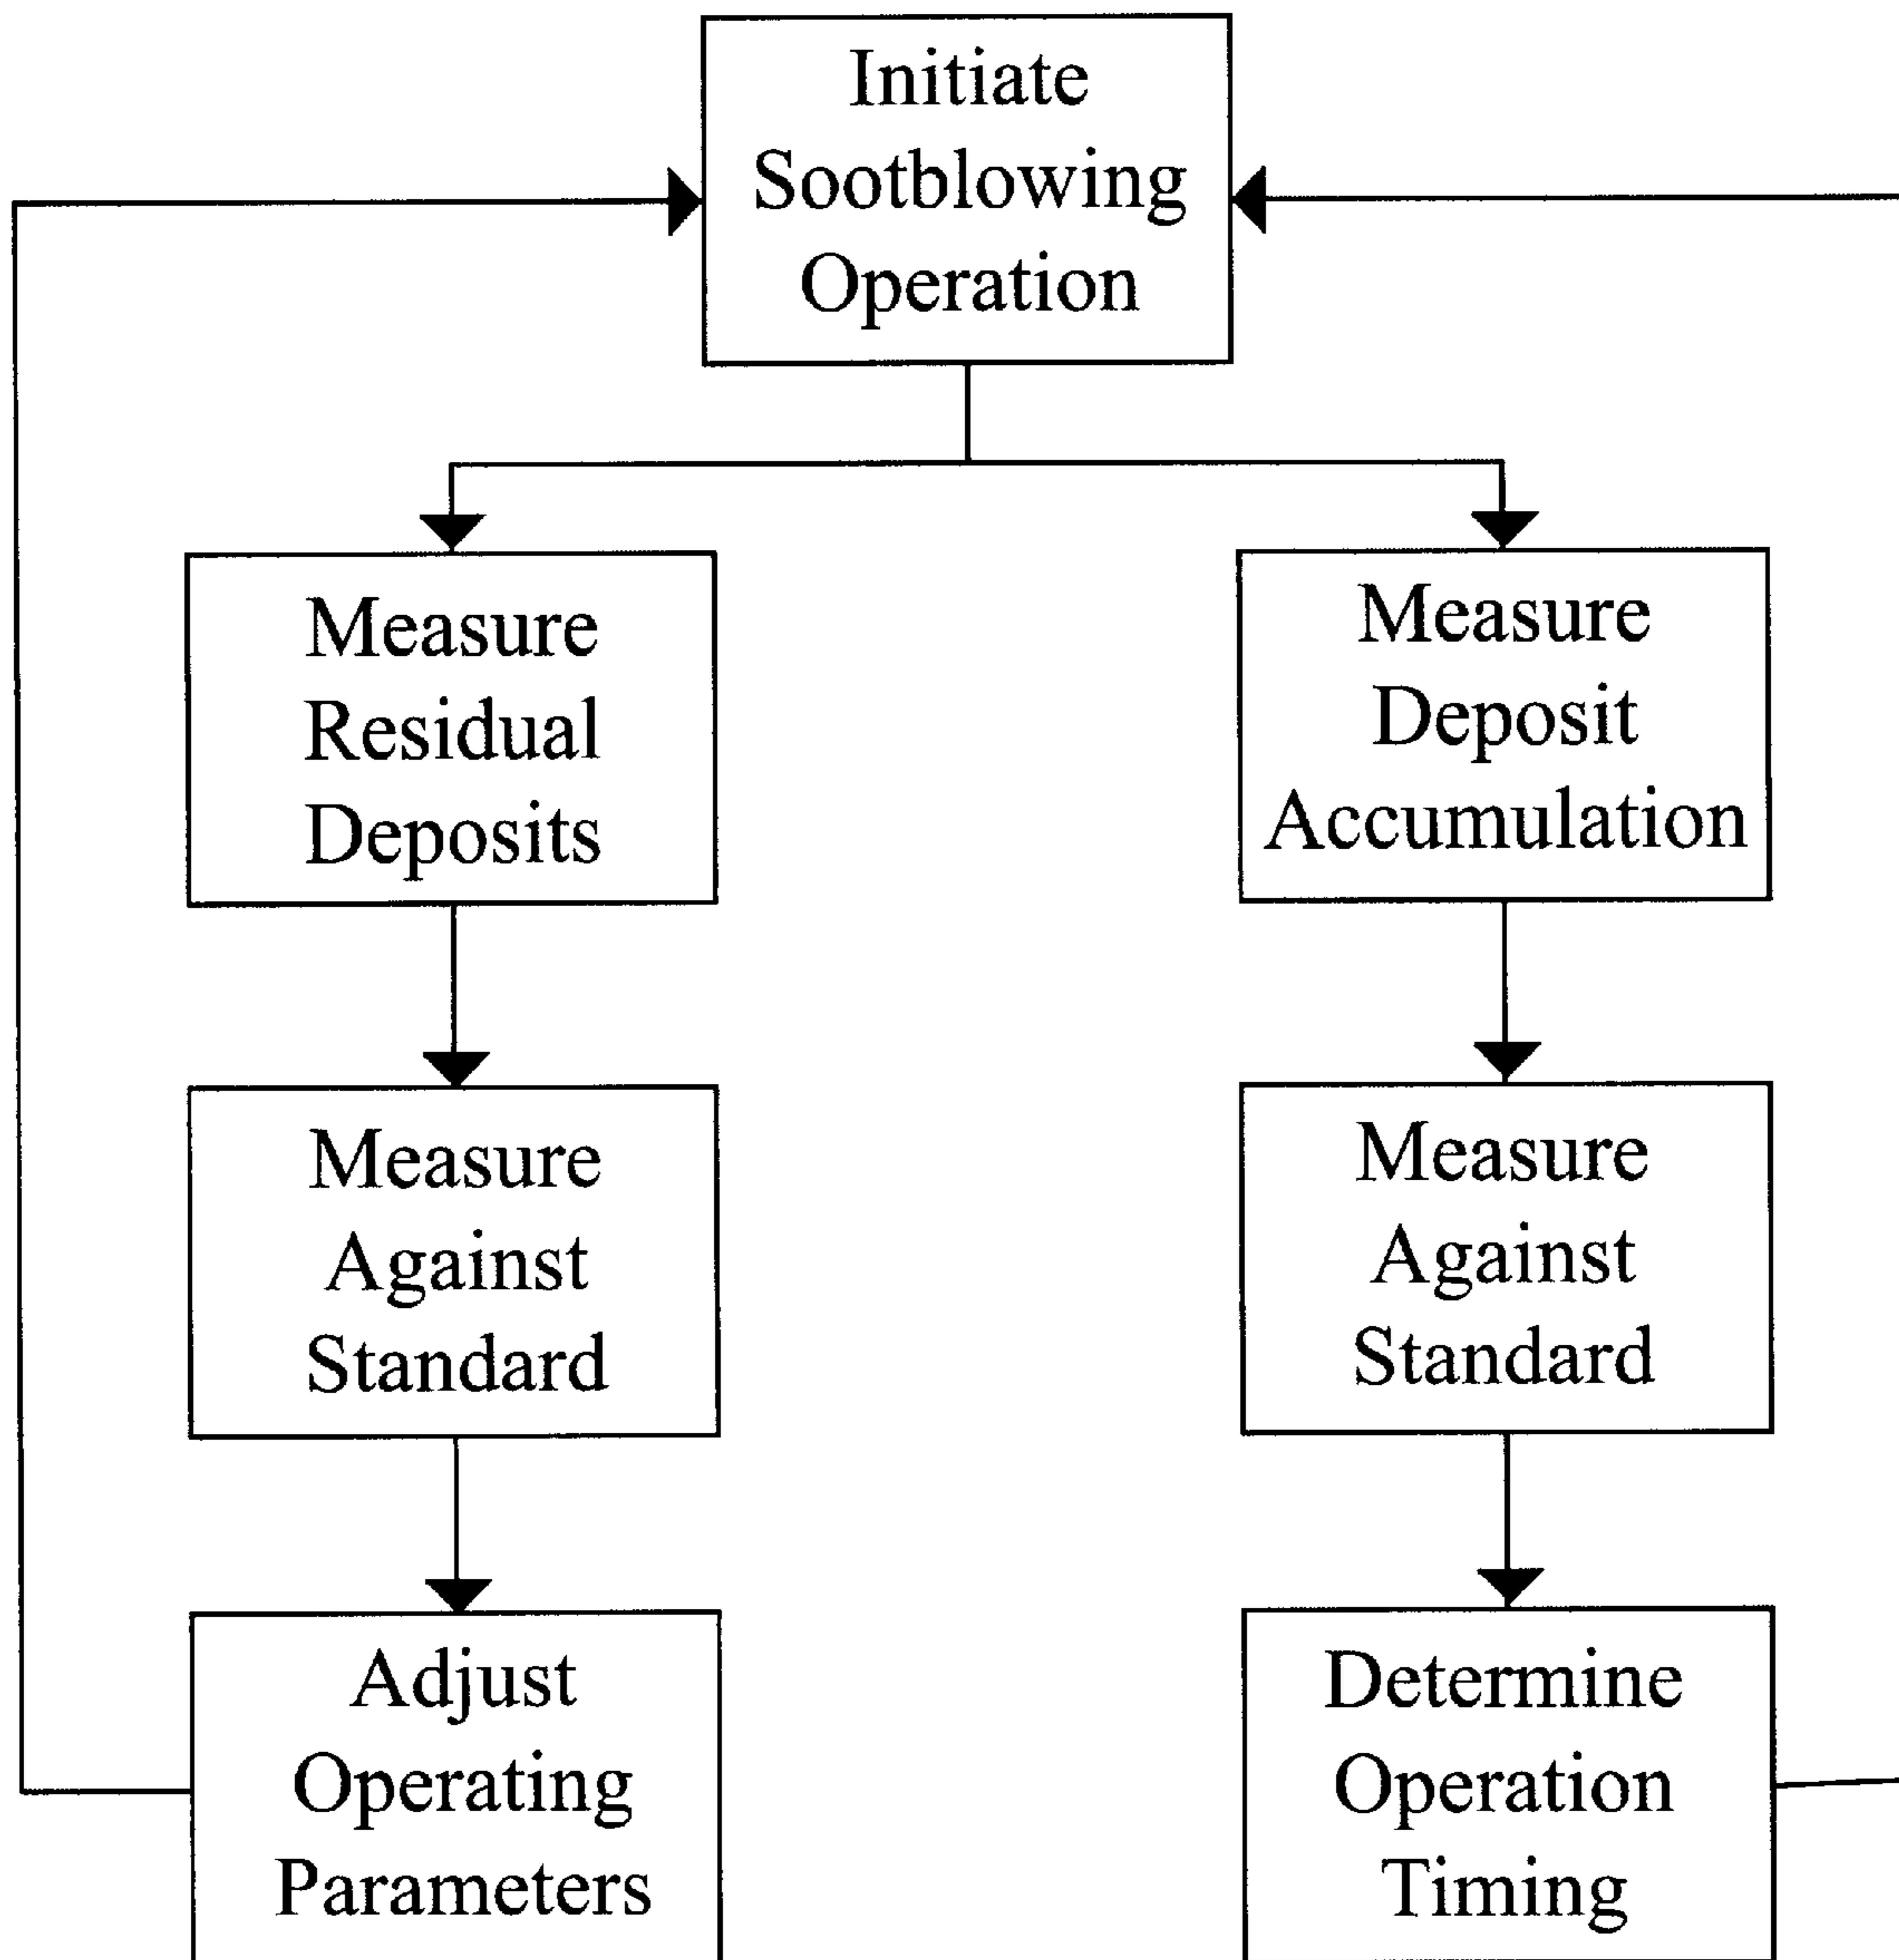 Initiate
Sootblowing
Operation
Measure
Residual
Deposits
Measure
Deposit
Accumulation
Measure
Against
Standard
Measure
Against
Standard
Adjust
Operating
Parameters
Determine
Operation
Timing